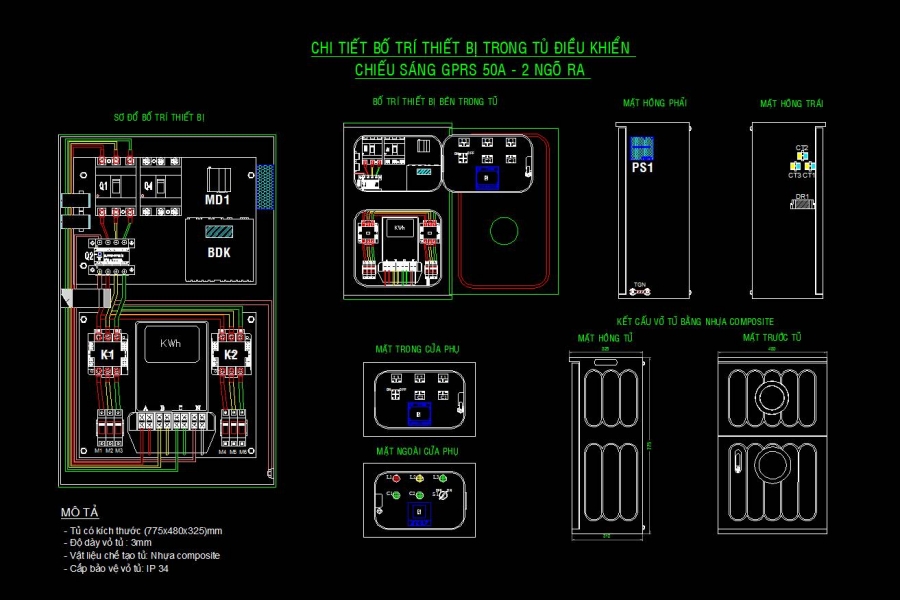 CHI TIẾT BỐ TRÍ THIẾT BỊ TRONG TỦ ĐIỀU KHIỂN
CHIẾU SÁNG GPRS 50A - 2 NGÕ RA
SƠ ĐỒ BỐ TRÍ THIẾT BỊ
BỐ TRÍ THIẾT BỊ BÊN TRONG TỦ
MẶT HÔNG PHẢI
MẶT HÔNG TRÁI
Q1
Q4
MD1
BDK
Q2
K1
KWh
K2
M1 M2 M3
M4 M5 M6
KWh
PS1
TGN
CT2
CT3 CT1
DR1
MẶT TRONG CỬA PHỤ
MẶT NGOÀI CỬA PHỤ
KẾT CẤU VỎ TỦ BẰNG NHỰA COMPOSITE
MẶT HÔNG TỦ
MẶT TRƯỚC TỦ
775
MÔ TẢ
- Tủ có kích thước (775x480x325)mm
- Độ dày vỏ tủ : 3mm
- Vật liệu chế tạo tủ: Nhựa composite
- Cấp bảo vệ vỏ tủ: IP 34